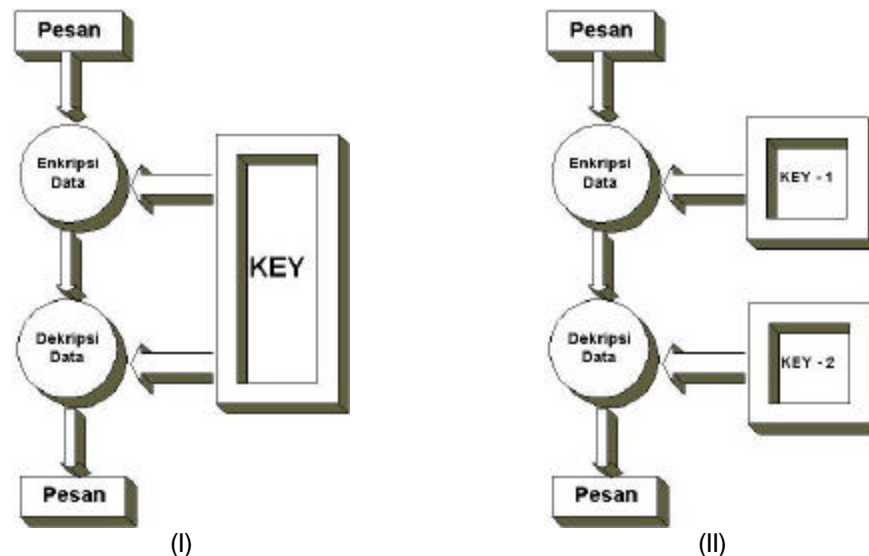 Pesan
Enkripsi
Data
KEY
Dekripsi
Data
Pesan
(I)
Pesan
Enkripsi
Data
KEY - 1
Dekripsi
Data
KEY - 2
Pesan
(II)